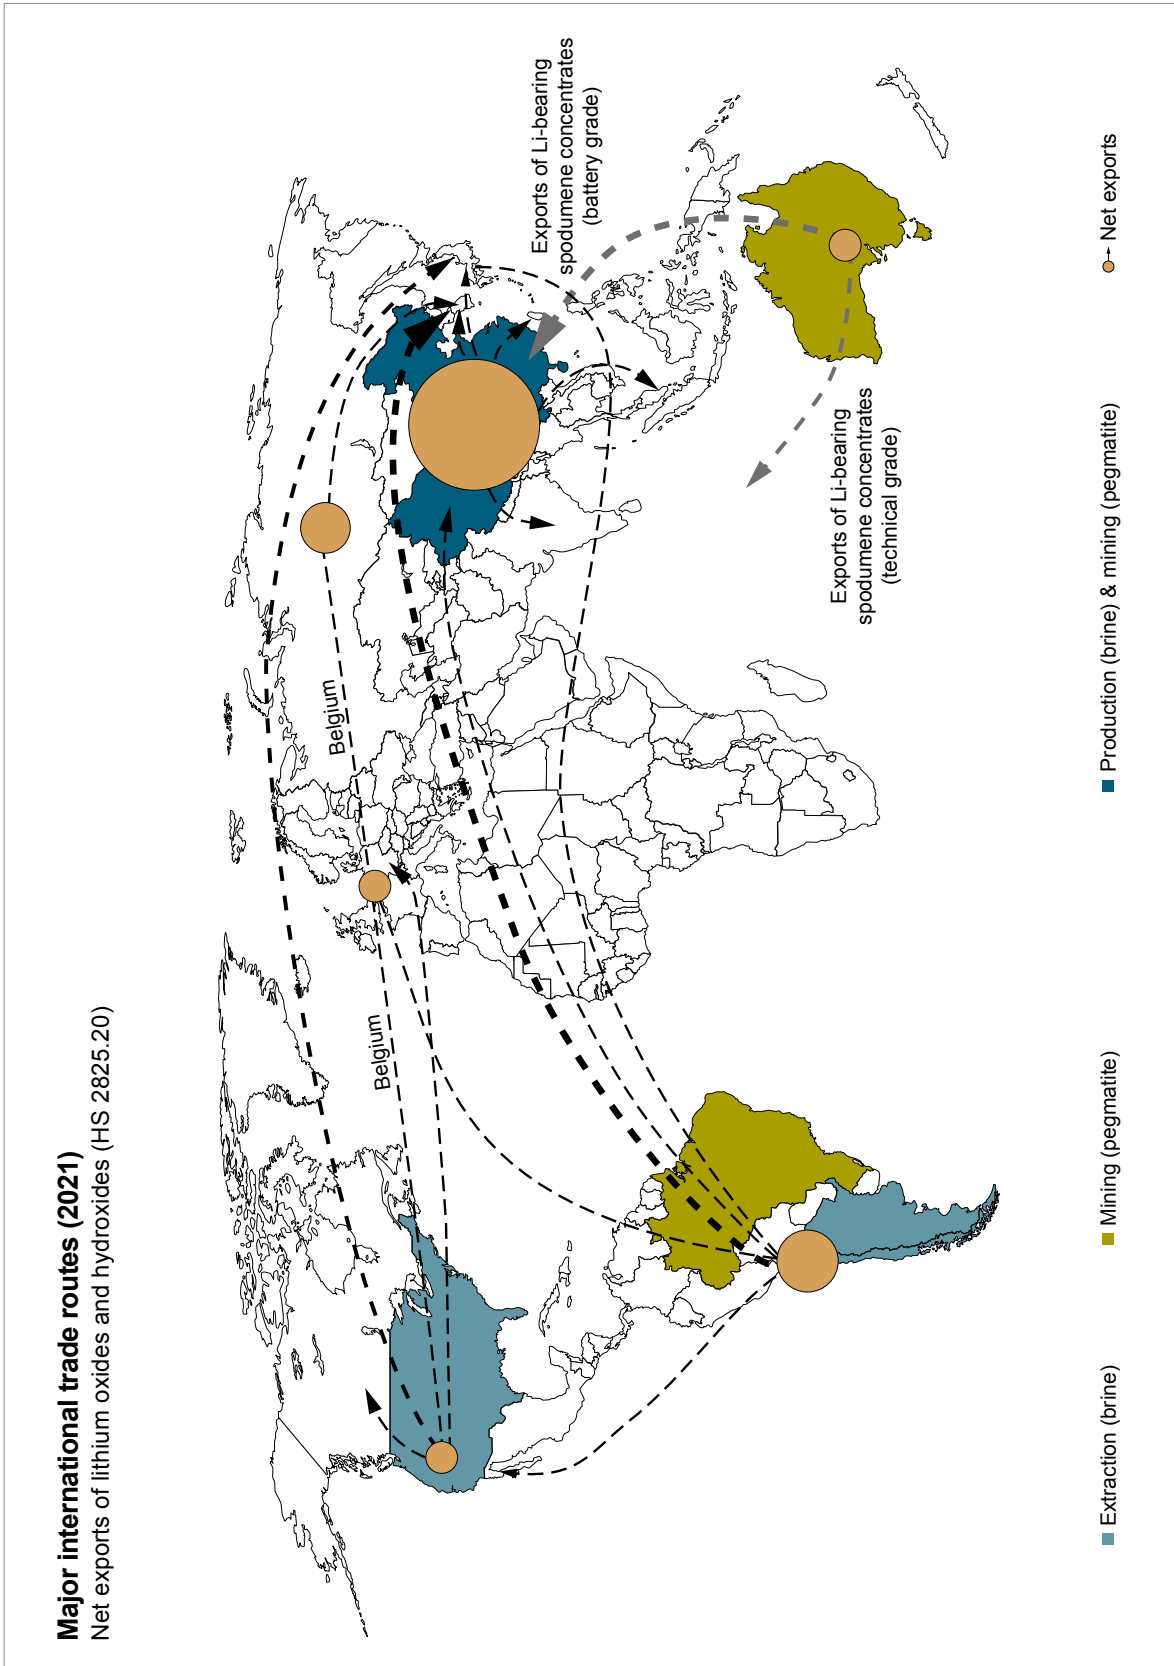 Major international trade routes (2021)
Net exports of lithium oxides and hydroxides (HS 2825.20)
Belgium
Belgium
Exports of Li-bearing
spodumene concentrates
(battery grade)
Exports of Li-bearing
spodumene concentrates
(technical grade)
Extraction (brine)
Mining (pegmatite)
Production (brine) & mining (pegmatite)
Net exports